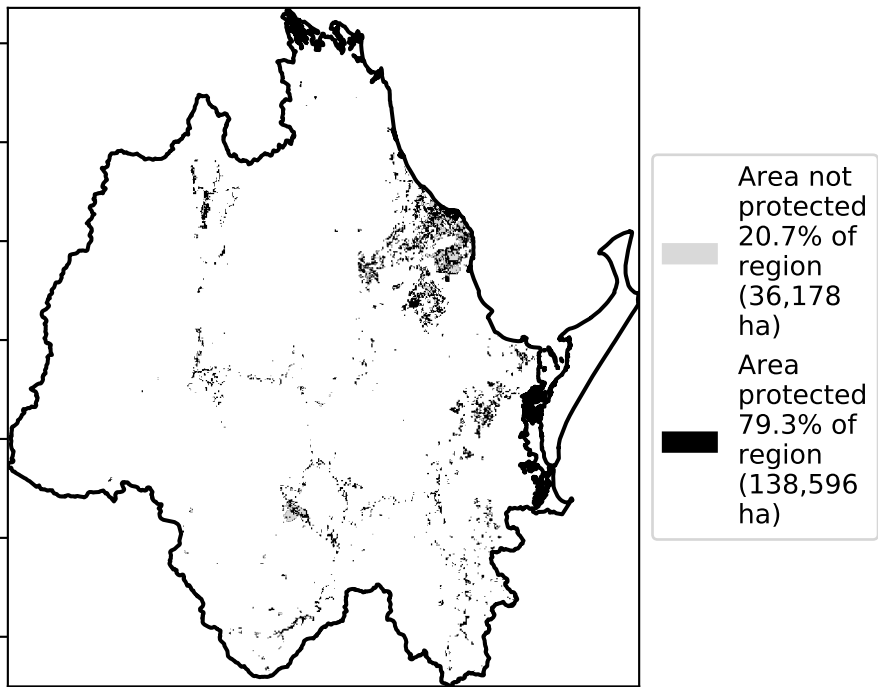 Area not
protected
20.7% of
region
(36,178
ha)
Area
protected
79.3% of
region
(138,596
ha)